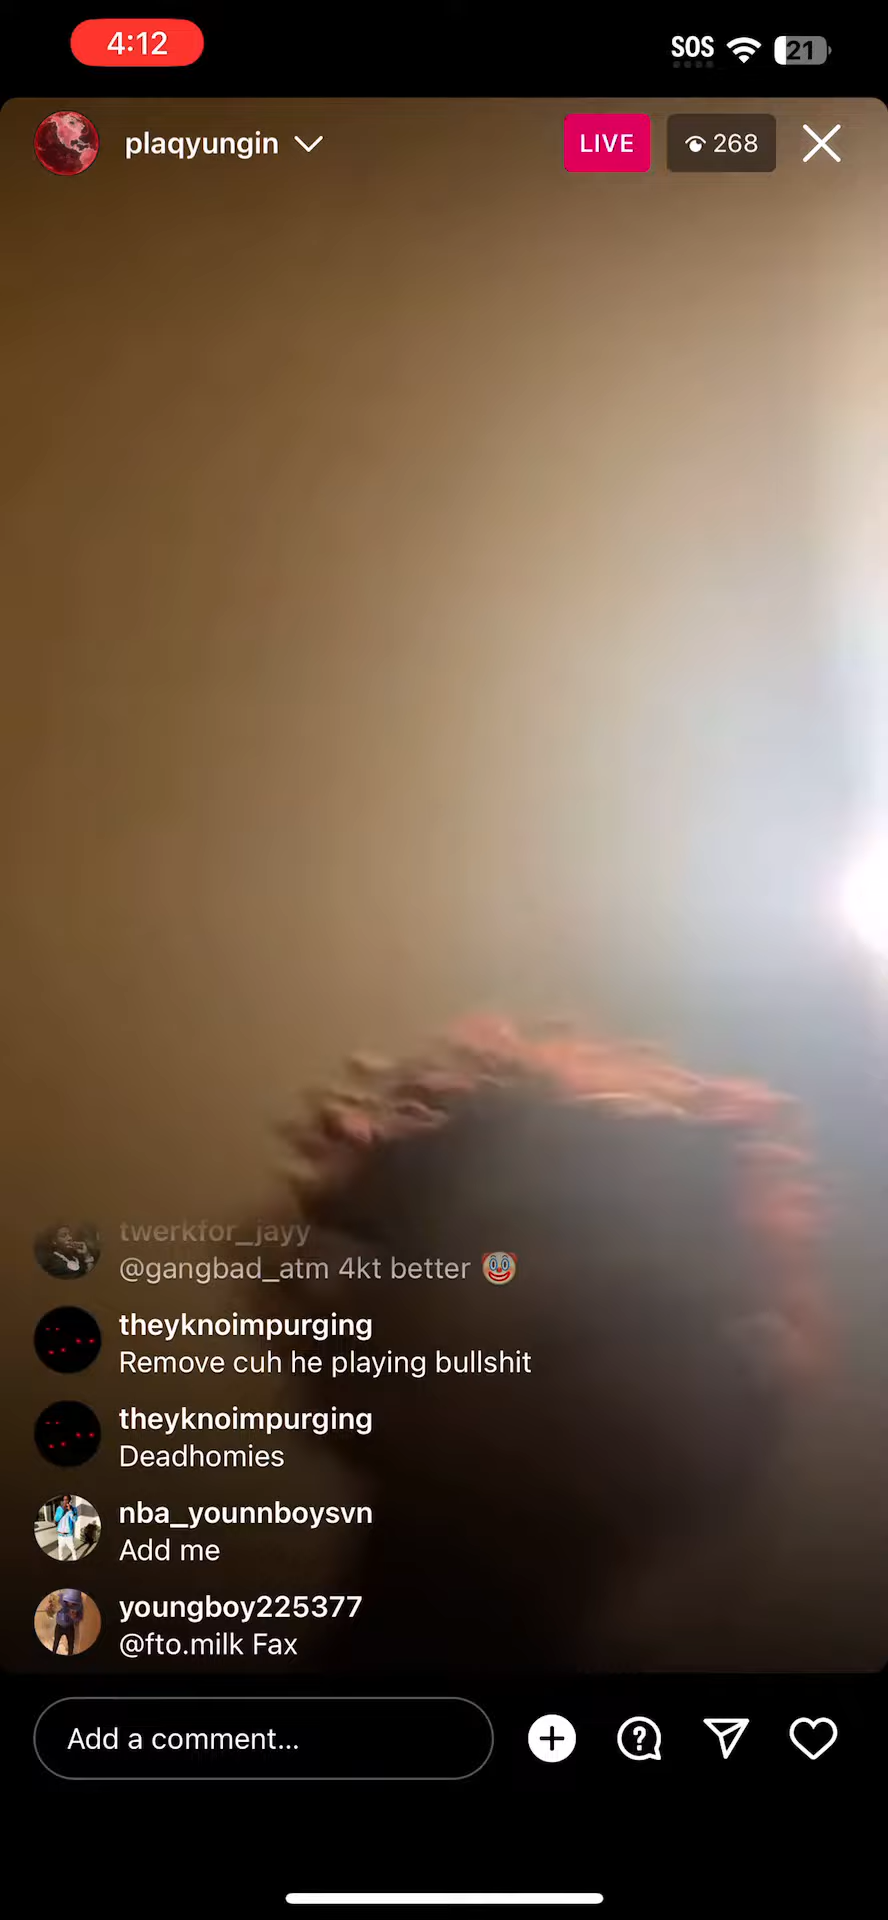 4:12
SOS
21
plaqyungin
LIVE
268
twerkfor_jayy
@gangbad_atm 4kt better 🤡
theyknoimpurging
Remove cuh he playing bullshit
theyknoimpurging
Deadhomies
nba_younnboysvn
Add me
youngboy225377
@fto.milk Fax
Add a comment...